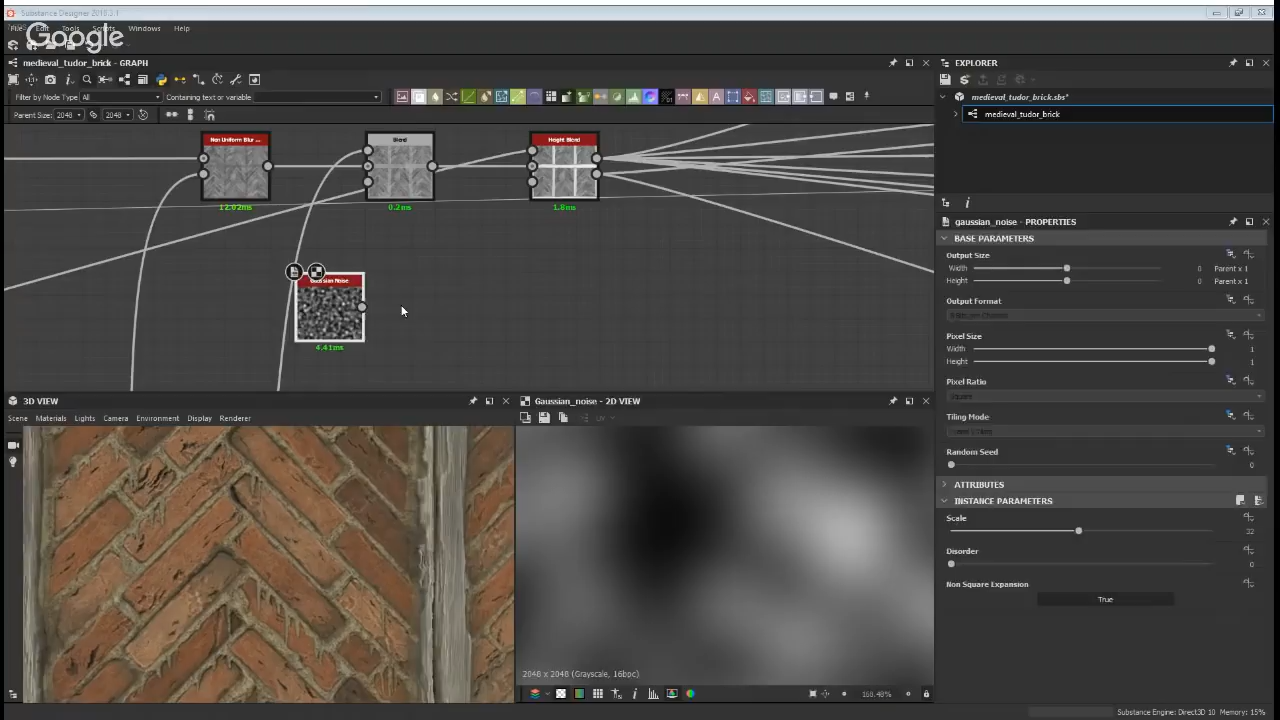 Substance Designer 2018.3.1
File Edit Tools Scripts Windows Help
Google
medieval_tudor_brick - GRAPH
Filter by Node Type All Containing text or variable
Parent Size: 2048 2048
Non Uniform Blur ...
Blend
Height Blend
12.02ms
0.2ms
1.8ms
Gaussian Noise
4.41ms
EXPLORER
medieval_tudor_brick.sbs*
medieval_tudor_brick
gaussian_noise - PROPERTIES
BASE PARAMETERS
Output Size
Width 0 Parent x 1
Height 0 Parent x 1
Output Format
Pixel Size
Width 1
Height 1
Pixel Ratio
Square
Tiling Mode
Random Seed
0
ATTRIBUTES
INSTANCE PARAMETERS
Scale
32
Disorder
0
Non Square Expansion
True
3D VIEW
Scene Materials Lights Camera Environment Display Renderer
Gaussian_noise - 2D VIEW
UV
2048 x 2048 (Grayscale, 16bpc)
168.48%
Substance Engine: Direct3D 10 Memory: 15%